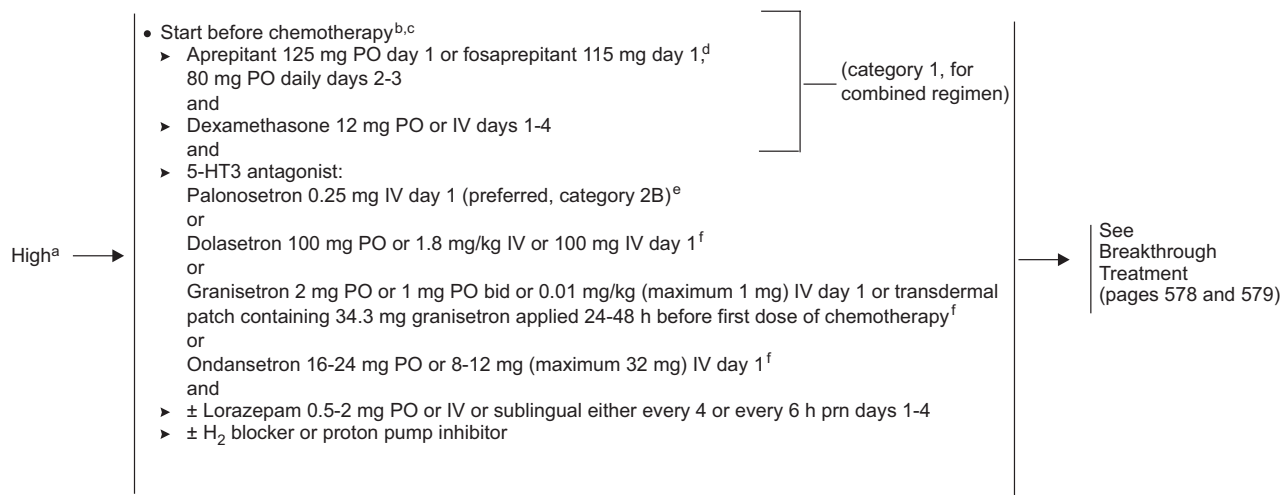 • Start before chemotherapy^b,c
➤ Aprepitant 125 mg PO day 1 or fosaprepitant 115 mg day 1,^d
80 mg PO daily days 2-3
and
➤ Dexamethasone 12 mg PO or IV days 1-4
and
➤ 5-HT3 antagonist:
Palonosetron 0.25 mg IV day 1 (preferred, category 2B)^e
or
Dolasetron 100 mg PO or 1.8 mg/kg IV or 100 mg IV day 1^f
or
Granisetron 2 mg PO or 1 mg PO bid or 0.01 mg/kg (maximum 1 mg) IV day 1 or transdermal
patch containing 34.3 mg granisetron applied 24-48 h before first dose of chemotherapy^f
or
Ondansetron 16-24 mg PO or 8-12 mg (maximum 32 mg) IV day 1^f
and
➤ ± Lorazepam 0.5-2 mg PO or IV or sublingual either every 4 or every 6 h prn days 1-4
➤ ± H₂ blocker or proton pump inhibitor
(category 1, for
combined regimen)
High^a
See
Breakthrough
Treatment
(pages 578 and 579)